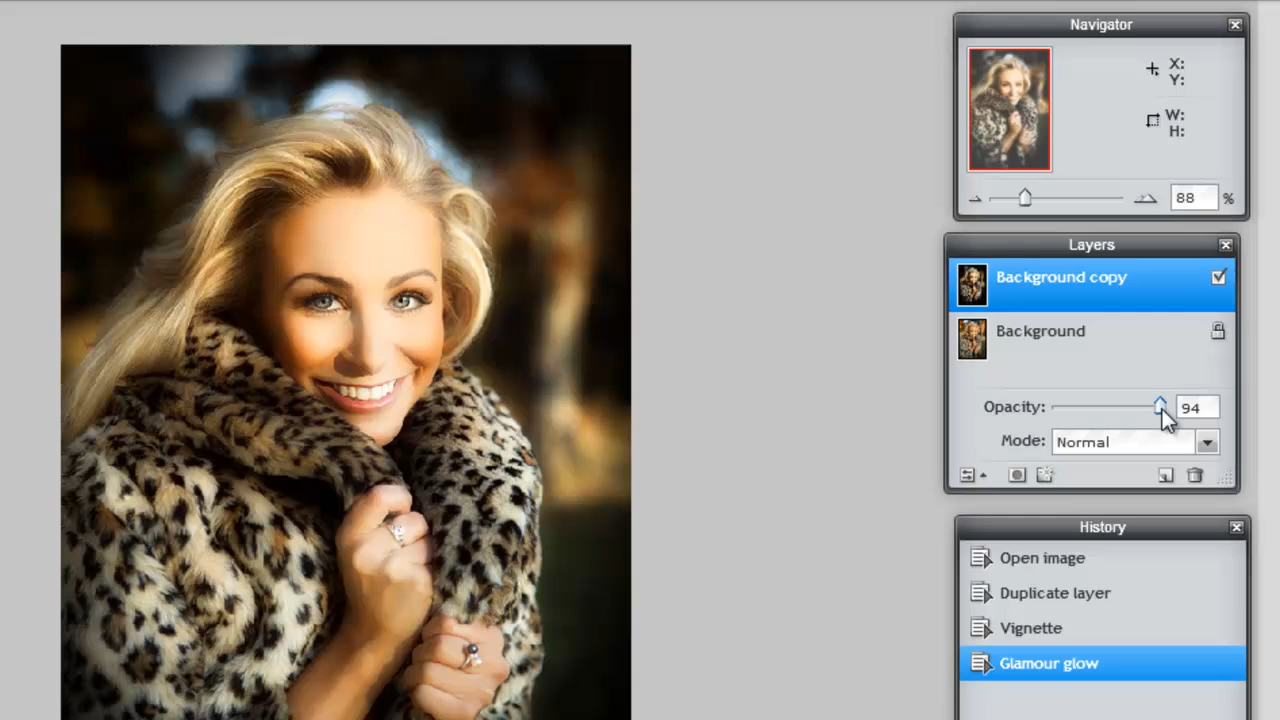 Navigator
X:
Y:
W:
H:
88 %
Layers
Background copy
Background
Opacity: 94
Mode: Normal
History
Open image
Duplicate layer
Vignette
Glamour glow